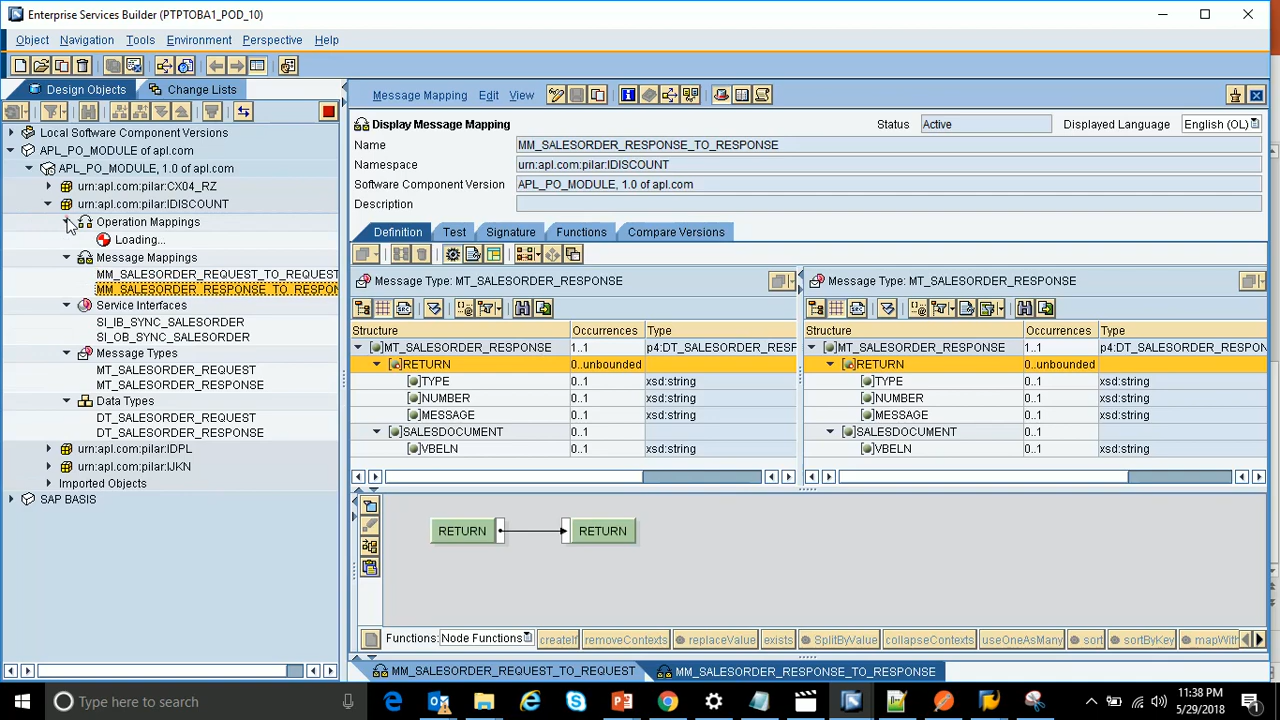 Enterprise Services Builder (PTPTOBA1_POD_10)
Object Navigation Tools Environment Perspective Help
Design Objects Change Lists
Local Software Component Versions
APL_PO_MODULE of apl.com
APL_PO_MODULE, 1.0 of apl.com
urn:apl.com:pilar:CX04_RZ
urn:apl.com:pilar:IDISCOUNT
Operation Mappings
Loading...
Message Mappings
MM_SALESORDER_REQUEST_TO_REQUEST
MM_SALESORDER_RESPONSE_TO_RESPON
Service Interfaces
SI_IB_SYNC_SALESORDER
SI_OB_SYNC_SALESORDER
Message Types
MT_SALESORDER_REQUEST
MT_SALESORDER_RESPONSE
Data Types
DT_SALESORDER_REQUEST
DT_SALESORDER_RESPONSE
urn:apl.com:pilar:IDPL
urn:apl.com:pilar:IJKN
Imported Objects
SAP BASIS
Message Mapping Edit View
Display Message Mapping Status Active Displayed Language English (OL)
Name MM_SALESORDER_RESPONSE_TO_RESPONSE
Namespace urn:apl.com:pilar:IDISCOUNT
Software Component Version APL_PO_MODULE, 1.0 of apl.com
Description
Definition Test Signature Functions Compare Versions
Message Type: MT_SALESORDER_RESPONSE
Structure Occurrences Type
MT_SALESORDER_RESPONSE 1..1 p4:DT_SALESORDER_RESF
RETURN 0..unbounded
TYPE 0..1 xsd:string
NUMBER 0..1 xsd:string
MESSAGE 0..1 xsd:string
SALESDOCUMENT 0..1
VBELN 0..1 xsd:string
Message Type: MT_SALESORDER_RESPONSE
Structure Occurrences Type
MT_SALESORDER_RESPONSE 1..1 p4:DT_SALESORDER_RESPON
RETURN 0..unbounded
TYPE 0..1 xsd:string
NUMBER 0..1 xsd:string
MESSAGE 0..1 xsd:string
SALESDOCUMENT 0..1
VBELN 0..1 xsd:string
RETURN RETURN
Functions: Node Functions createIf removeContexts replaceValue exists SplitByValue collapseContexts useOneAsMany sort sortByKey mapWith
MM_SALESORDER_REQUEST_TO_REQUEST MM_SALESORDER_RESPONSE_TO_RESPONSE
Type here to search
11:38 PM
5/29/2018